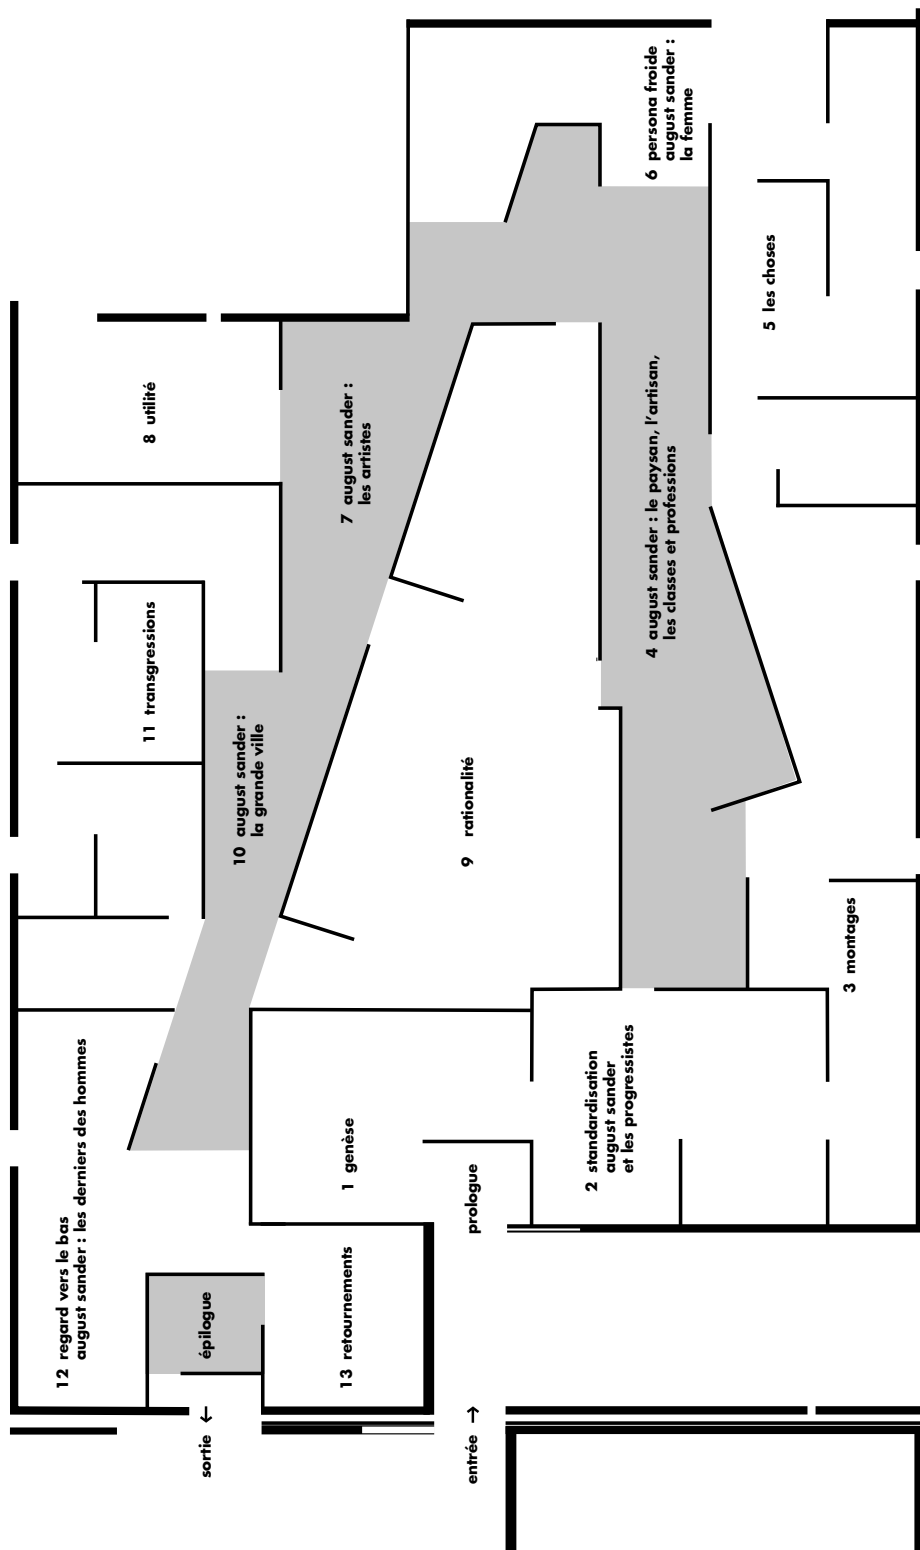 entrée →
prologue
1 genèse
2 standardisation
august sander
et les progressistes
3 montages
4 august sander : le paysan, l’artisan,
les classes et professions
5 les choses
6 persona froide
august sander :
la femme
7 august sander :
les artistes
8 utilité
9 rationalité
10 august sander :
la grande ville
11 transgressions
12 regard vers le bas
august sander : les derniers des hommes
13 retournements
épilogue
sortie ←